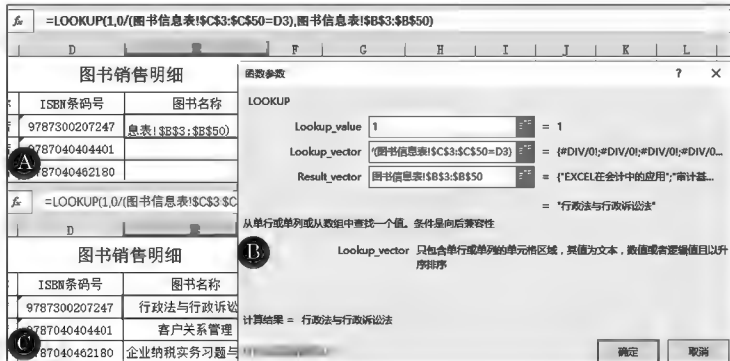 fx =LOOKUP(1,0/(图书信息表!$C$3:$C$50=D3),图书信息表!$B$3:$B$50)
D F G H I J K L
图书销售明细
ISBN条码号 图书名称
9787300207247 息表!$B$3:$B$50)
9787040404401
9787040462180
A
fx =LOOKUP(1,0/(图书信息表!$C$3:$C
D
图书销售明细
ISBN条码号 图书名称
9787300207247 行政法与行政诉讼
9787040404401 客户关系管理
9787040462180 企业纳税实务习题与
C
函数参数 ? ×
LOOKUP
Lookup_value 1 = 1
Lookup_vector '(图书信息表!$C$3:$C$50=D3) = {#DIV/0!;#DIV/0!;#DIV/0!;#DIV/0...
Result_vector 图书信息表!$B$3:$B$50 = {"EXCEL在会计中的应用";"审计基...
= "行政法与行政诉讼法"
从单行或单列或从数组中查找一个值。条件是向后兼容性
B
Lookup_vector 只包含单行或单列的单元格区域，其值为文本，数值或者逻辑值且以升
序排序
计算结果 = 行政法与行政诉讼法
确定 取消